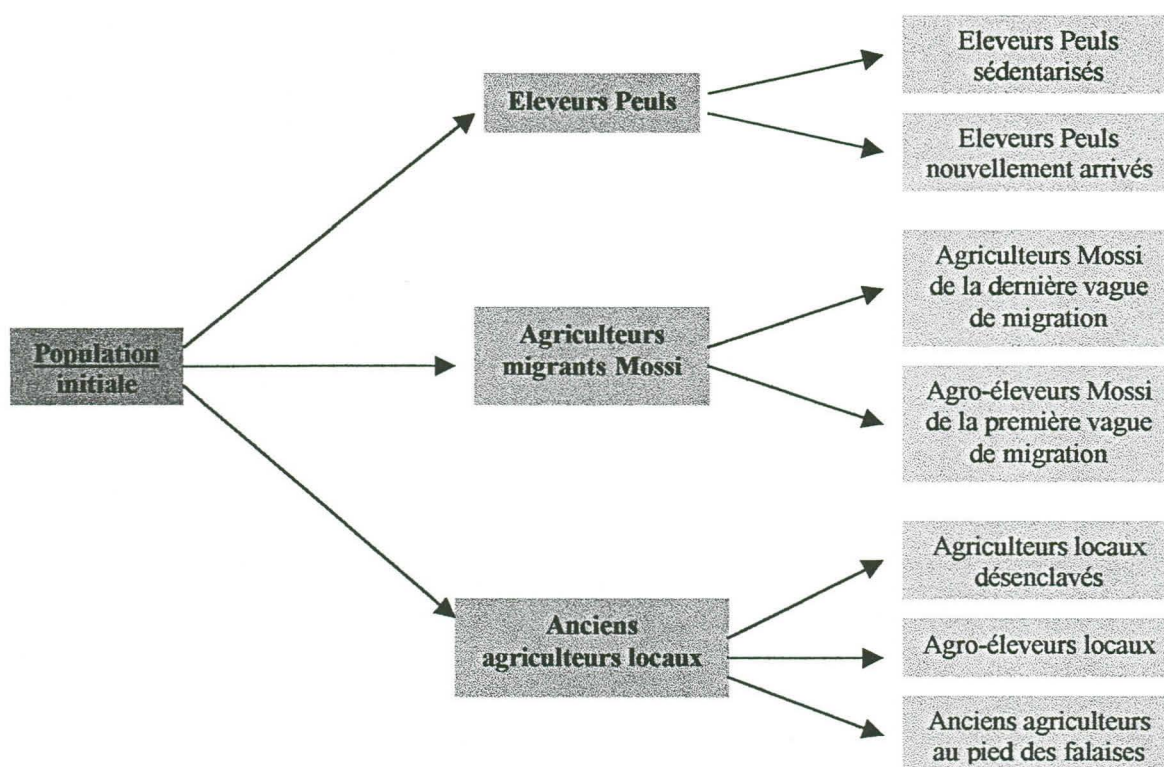 Population
initiale
Eleveurs Peuls
Eleveurs Peuls
sédentarisés
Eleveurs Peuls
nouvellement arrivés
Agriculteurs
migrants Mossi
Agriculteurs Mossi
de la dernière vague
de migration
Agro-éleveurs Mossi
de la première vague
de migration
Anciens
agriculteurs locaux
Agriculteurs locaux
désenclavés
Agro-éleveurs locaux
Anciens agriculteurs
au pied des falaises